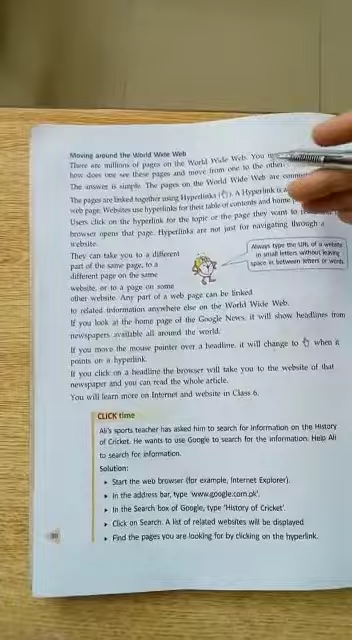 Moving around the World Wide Web
There are millions of pages on the World Wide Web. You
how does one see these pages and move from one to the other
The answer is simple. The pages on the World Wide Web are
The pages are linked together using Hyperlinks ( ). A Hyperlink is
web page. Websites use hyperlinks for their table of contents and home
Users click on the hyperlink for the topic or the page they want to
browser opens that page. Hyperlinks are not just for navigating through a
website.
They can take you to a different
part of the same page, to a
different page on the same
website, or to a page on some
other website. Any part of a web page can be linked
to related information anywhere else on the World Wide Web.
Always type the URL of a website
in small letters without leaving
space in between letters or words.
If you look at the home page of the Google News, it will show headlines from
newspapers available all around the world.
If you move the mouse pointer over a headline, it will change to when it
points on a hyperlink.
If you click on a headline the browser will take you to the website of that
newspaper and you can read the whole article.
You will learn more on Internet and website in Class 6.
CLICK time
Ali's sports teacher has asked him to search for information on the History
of Cricket. He wants to use Google to search for the information. Help Ali
to search for information.
Solution:
• Start the web browser (for example, Internet Explorer).
• In the address bar, type 'www.google.com.pk'.
• In the Search box of Google, type 'History of Cricket'.
• Click on Search. A list of related websites will be displayed
• Find the pages you are looking for by clicking on the hyperlink.